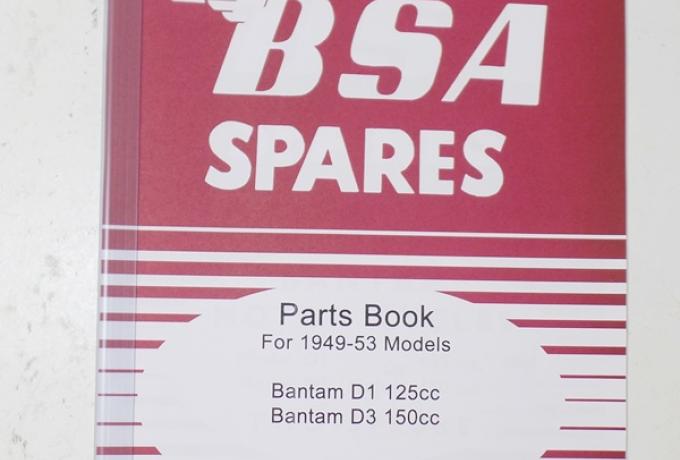 BSA
SPARES
Parts Book
For 1949-53 Models
Bantam D1 125cc
Bantam D3 150cc